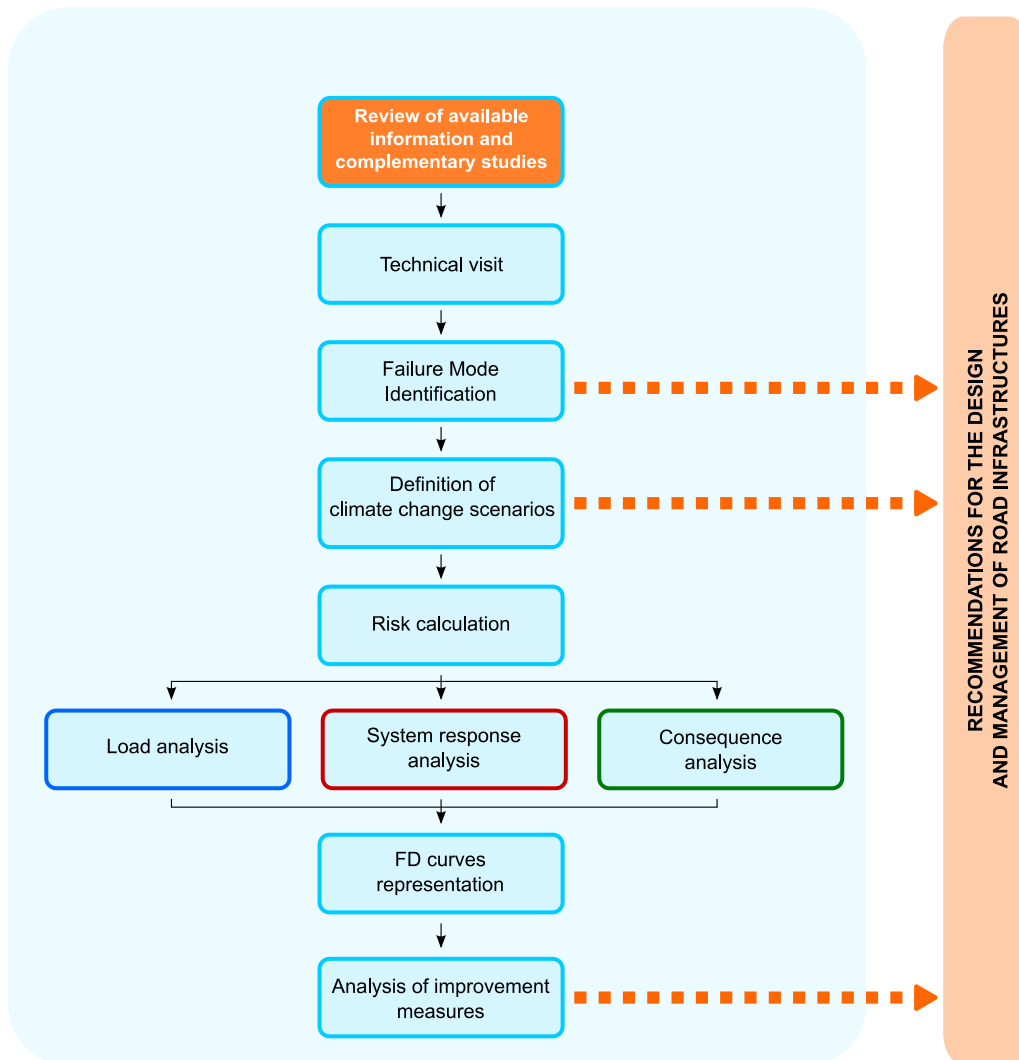 Review of available
information and
complementary studies
Technical visit
Failure Mode
Identification
Definition of
climate change scenarios
Risk calculation
Load analysis
System response
analysis
Consequence
analysis
FD curves
representation
Analysis of improvement
measures
RECOMMENDATIONS FOR THE DESIGN
AND MANAGEMENT OF ROAD INFRASTRUCTURES